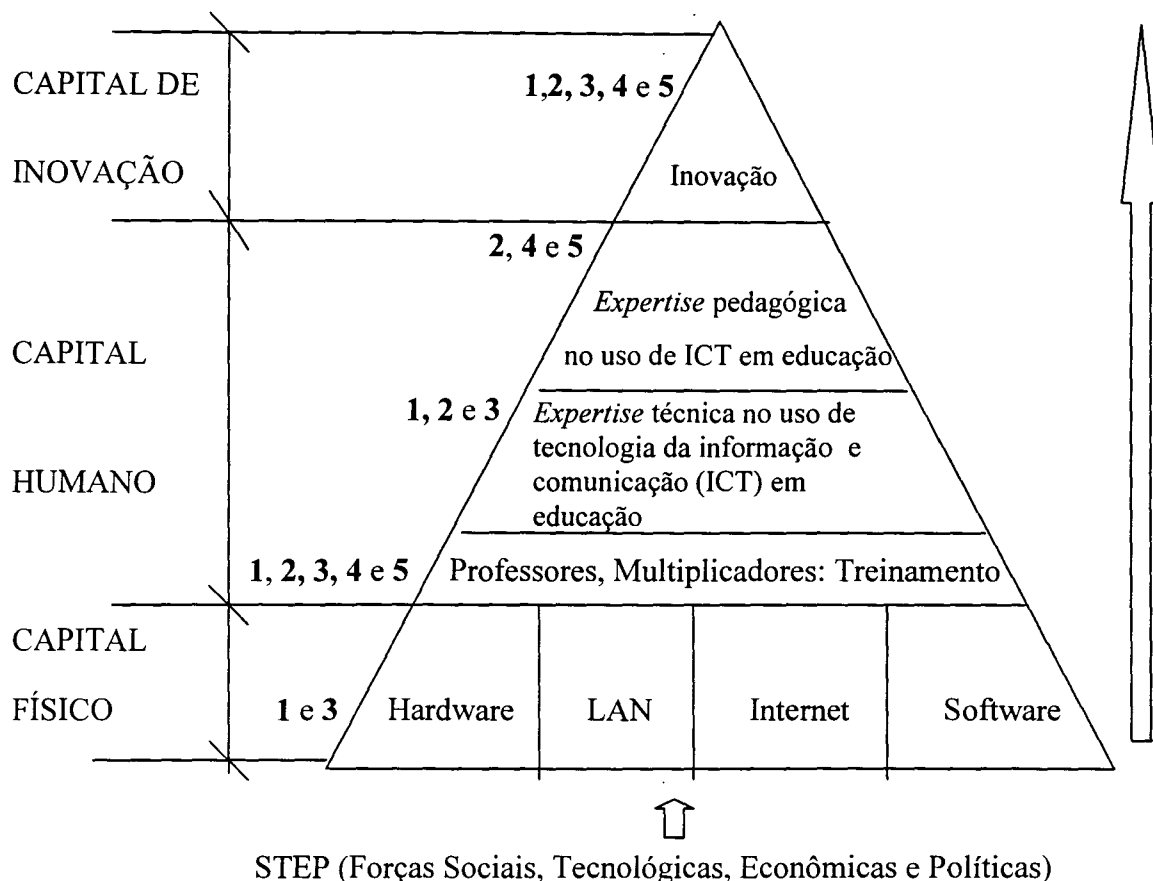 CAPITAL DE
1,2, 3, 4 e 5
INOVAÇÃO
Inovação
2, 4 e 5
Expertise pedagógica
CAPITAL
no uso de ICT em educação
1, 2 e 3
Expertise técnica no uso de
tecnologia da informação e
HUMANO
comunicação (ICT) em
educação
1, 2, 3, 4 e 5
Professores, Multiplicadores: Treinamento
CAPITAL
FÍSICO
1 e 3
Hardware
LAN
Internet
Software
STEP (Forças Sociais, Tecnológicas, Econômicas e Políticas)